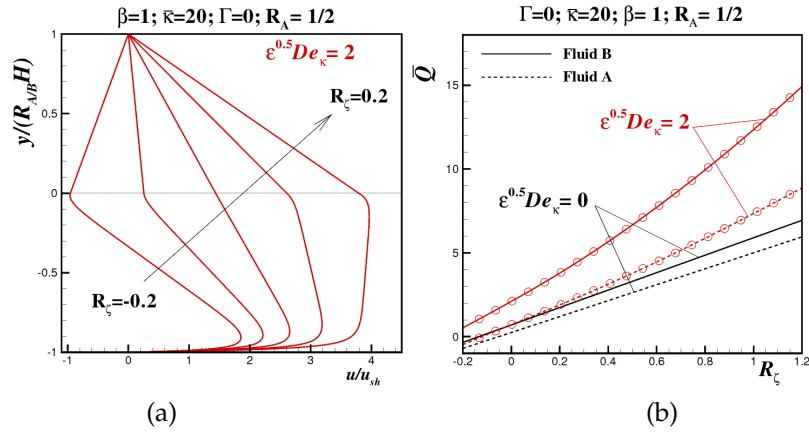 β=1; κ̄=20; Γ=0; R_A= 1/2
(a)
ε^0.5De_κ= 2
R_ζ=0.2
R_ζ=-0.2
y/(R_A/B H)
1
0.5
0
-0.5
-1
-1 0 1 2 3 4
u/u_sh
(a)
Γ=0; κ̄=20; β= 1; R_A= 1/2
(b)
Q̄
Fluid B
Fluid A
ε^0.5De_κ= 2
ε^0.5De_κ= 0
15
10
5
0
-0.2 0 0.2 0.4 0.6 0.8 1 1.2
R_ζ
(b)